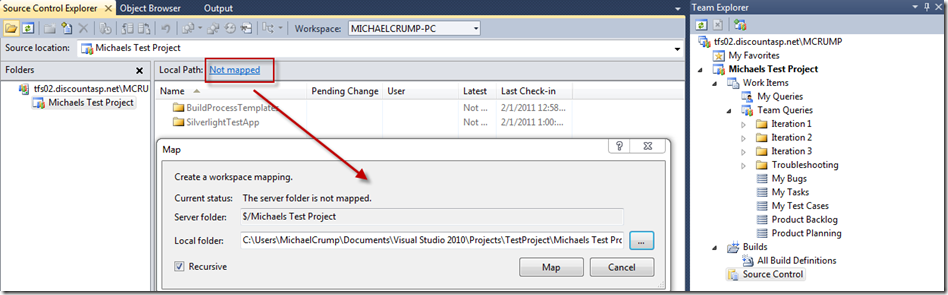 Source Control Explorer
Object Browser
Output
Workspace: MICHAELCRUMP-PC
Source location: Michaels Test Project
Folders
tfs02.discountasp.net\MCRU
Michaels Test Project
Local Path: Not mapped
Name Pending Change User Latest Last Check-in
BuildProcessTemplates Not ... 2/1/2011 12:58...
SilverlightTestApp Not ... 2/1/2011 1:00:...
Map
Create a workspace mapping.
Current status: The server folder is not mapped.
Server folder: $/Michaels Test Project
Local folder: C:\Users\MichaelCrump\Documents\Visual Studio 2010\Projects\TestProject\Michaels Test Pro
...
Recursive
Map
Cancel
Team Explorer
tfs02.discountasp.net\MCRUMP
My Favorites
Michaels Test Project
Work Items
My Queries
Team Queries
Iteration 1
Iteration 2
Iteration 3
Troubleshooting
My Bugs
My Tasks
My Test Cases
Product Backlog
Product Planning
Builds
All Build Definitions
Source Control